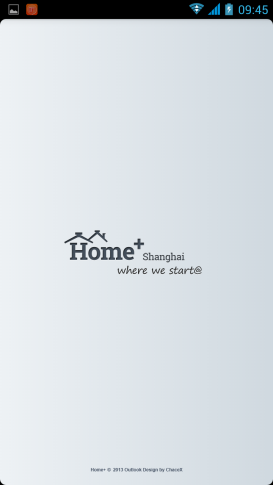 09:45
Home+ Shanghai
where we start@
Home+ © 2013 Outlook Design by ChaosX